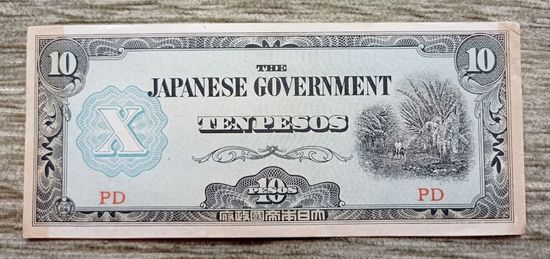 10 THE 10
JAPANESE GOVERNMENT
TEN PESOS
X
PD PD
10
PESOS
府政國帝本日大